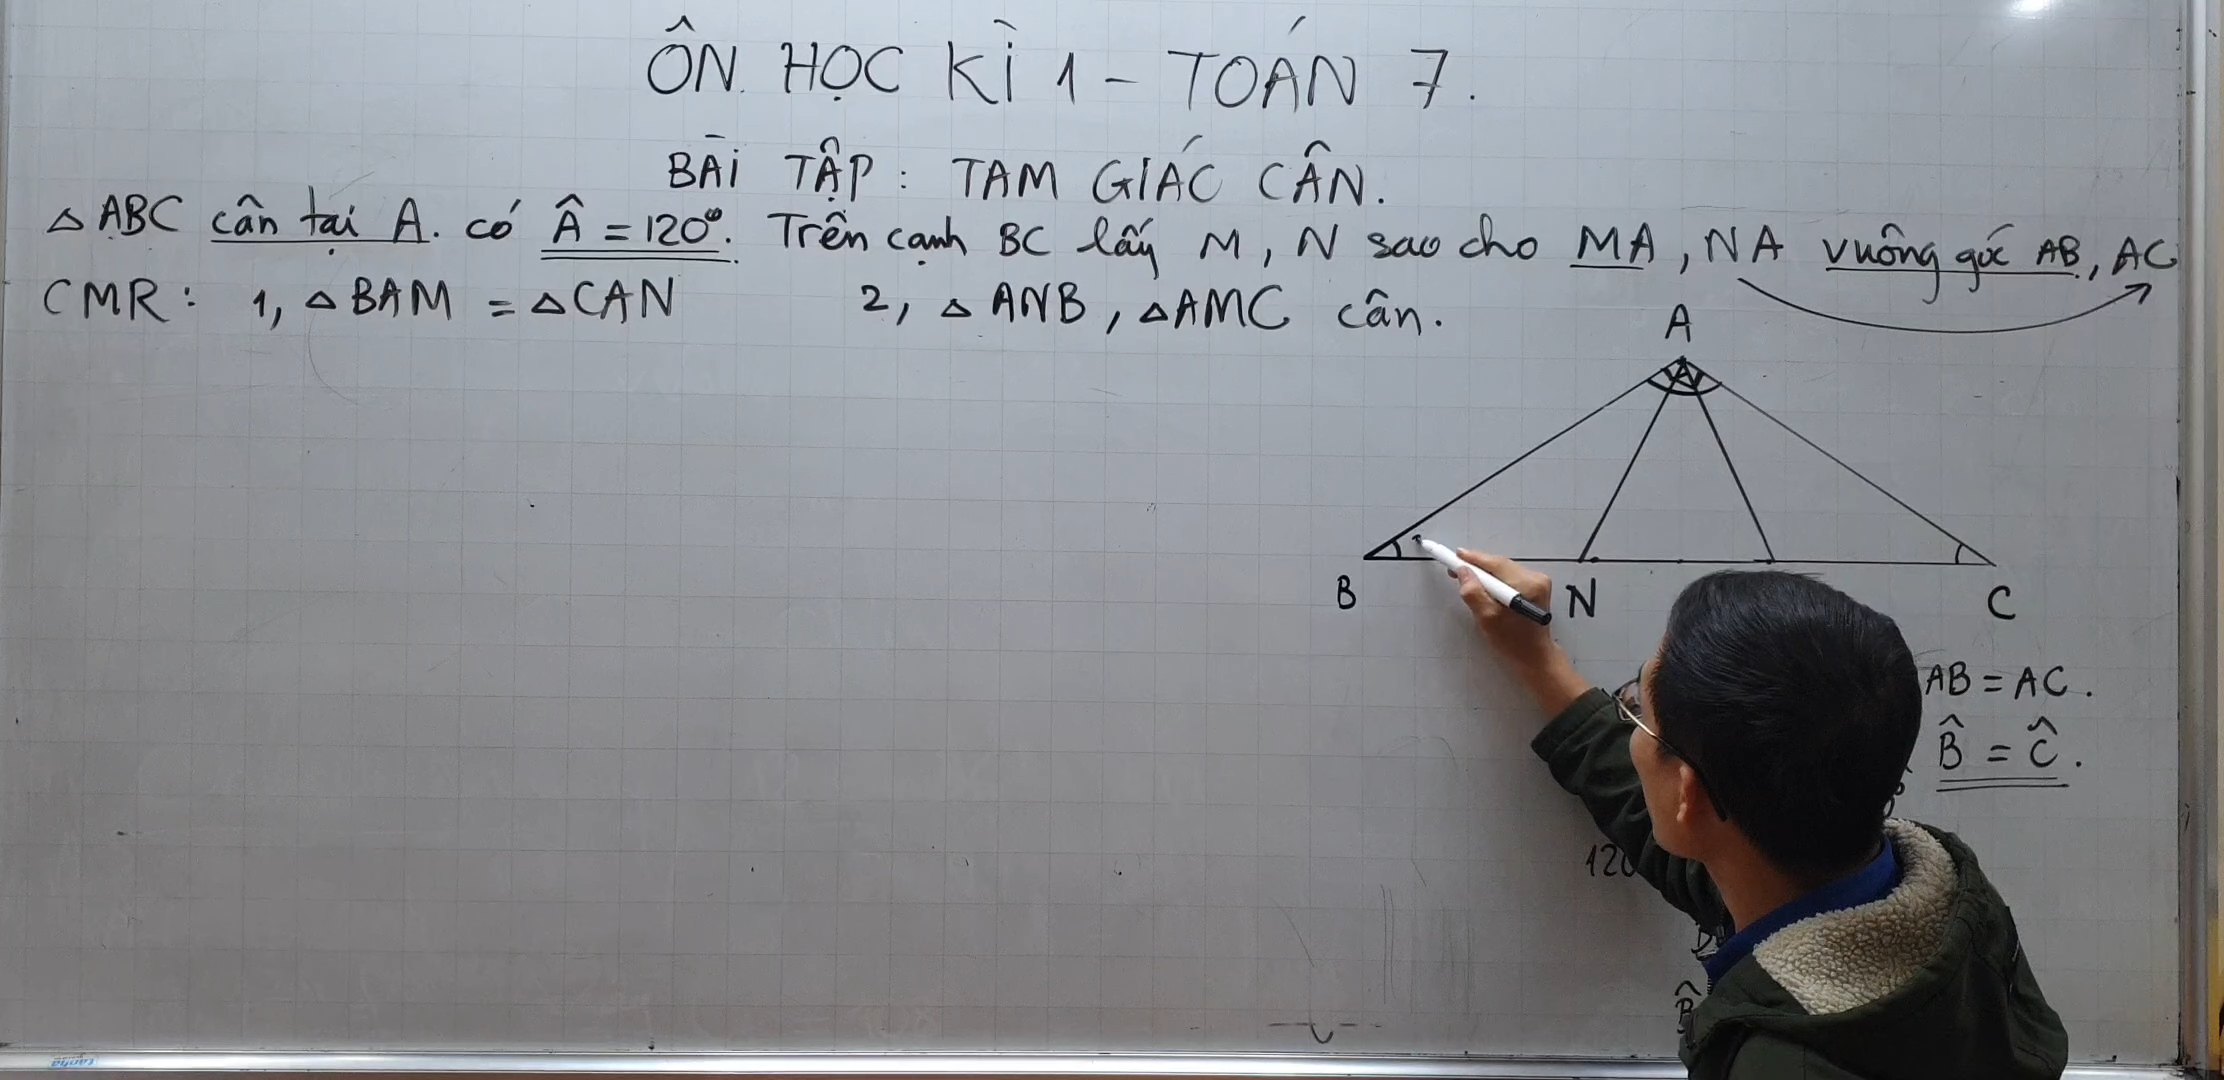 ÔN HỌC KÌ 1 - TOÁN 7.
BÀI TẬP: TAM GIÁC CÂN.
△ABC cân tại A. có Â = 120°. Trên cạnh BC lấy M, N sao cho MA, NA vuông góc AB, AC
CMR: 1, △BAM = △CAN 2, △ANB, △AMC cân.
A
B N C
AB = AC.
B̂ = Ĉ.
120
B̂